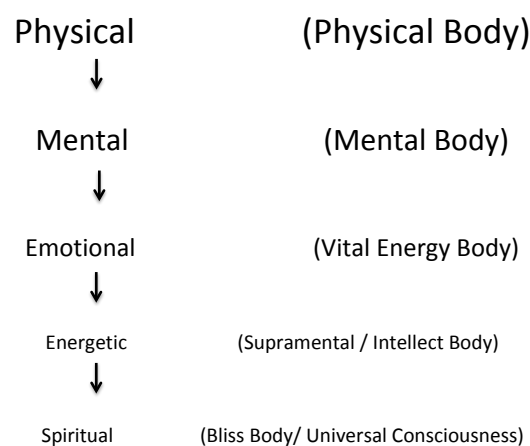 Physical (Physical Body)
Mental (Mental Body)
Emotional (Vital Energy Body)
Energetic (Supramental / Intellect Body)
Spiritual (Bliss Body/ Universal Consciousness)